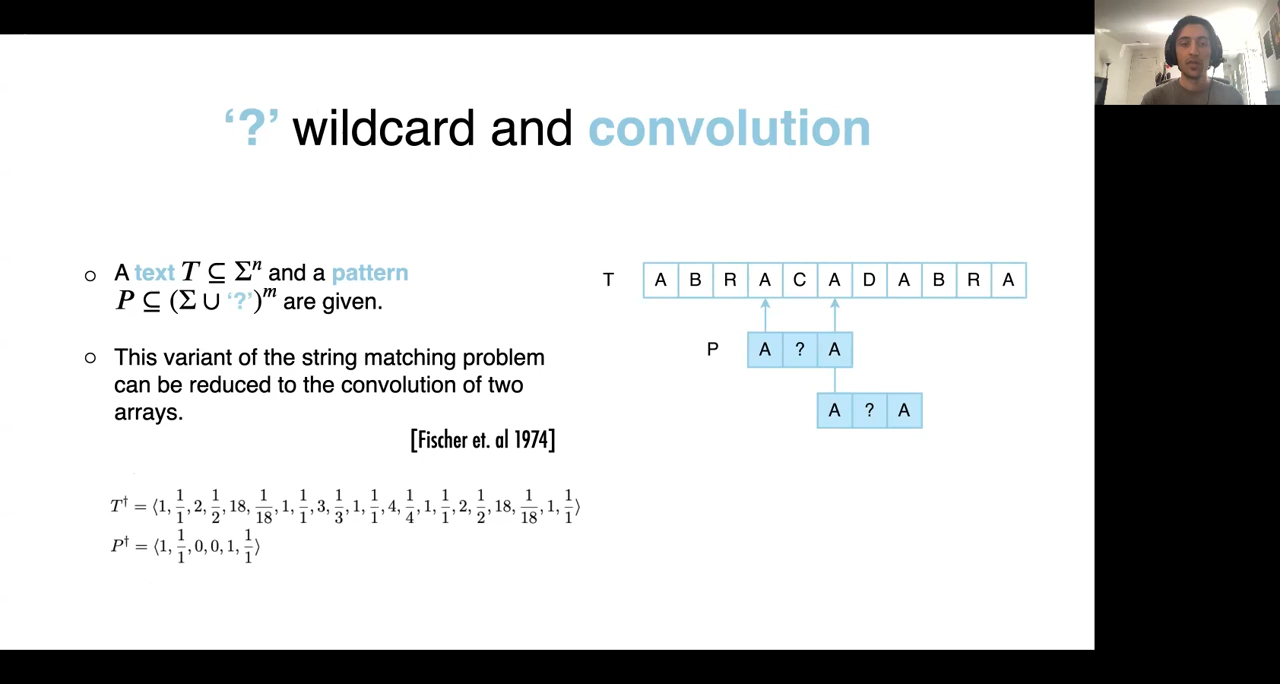 ‘?’ wildcard and convolution
○ A text T ⊆ Σⁿ and a pattern
P ⊆ (Σ ∪ ‘?’)ᵐ are given.
○ This variant of the string matching problem
can be reduced to the convolution of two
arrays.
[Fischer et. al 1974]
T† = ⟨1, 1/1, 2, 1/2, 18, 1/18, 1, 1/1, 3, 1/3, 1, 1/1, 4, 1/4, 1, 1/1, 2, 1/2, 18, 1/18, 1, 1/1⟩
P† = ⟨1, 1/1, 0, 0, 1, 1/1⟩
T A B R A C A D A B R A
P A ? A
A ? A